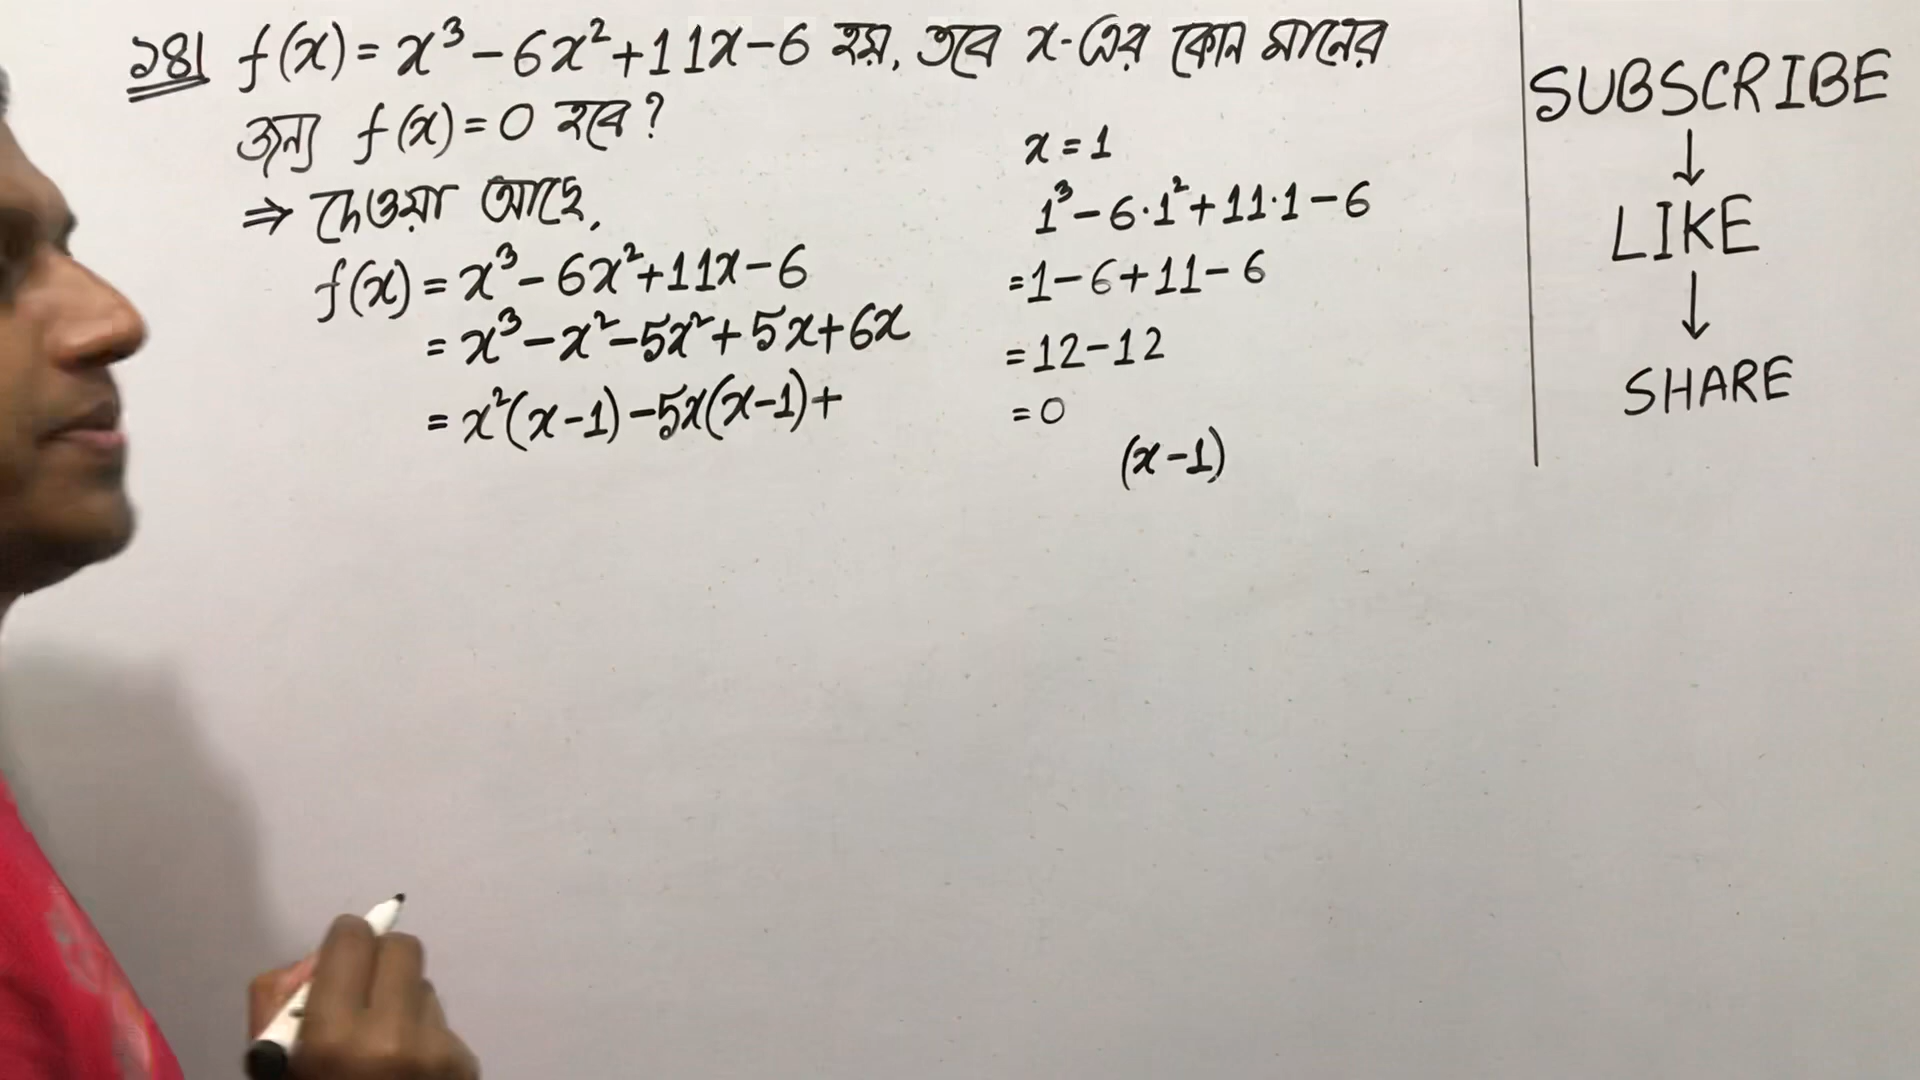 ১৪। f(x) = x³ - 6x² + 11x - 6 হয়, তবে x-এর কোন মানের
জন্য f(x) = 0 হবে?
⇒ দেওয়া আছে,
f(x) = x³ - 6x² + 11x - 6
= x³ - x² - 5x² + 5x + 6x
= x²(x-1) - 5x(x-1) +
x = 1
1³ - 6·1² + 11·1 - 6
= 1 - 6 + 11 - 6
= 12 - 12
= 0
(x-1)
SUBSCRIBE
↓
LIKE
↓
SHARE